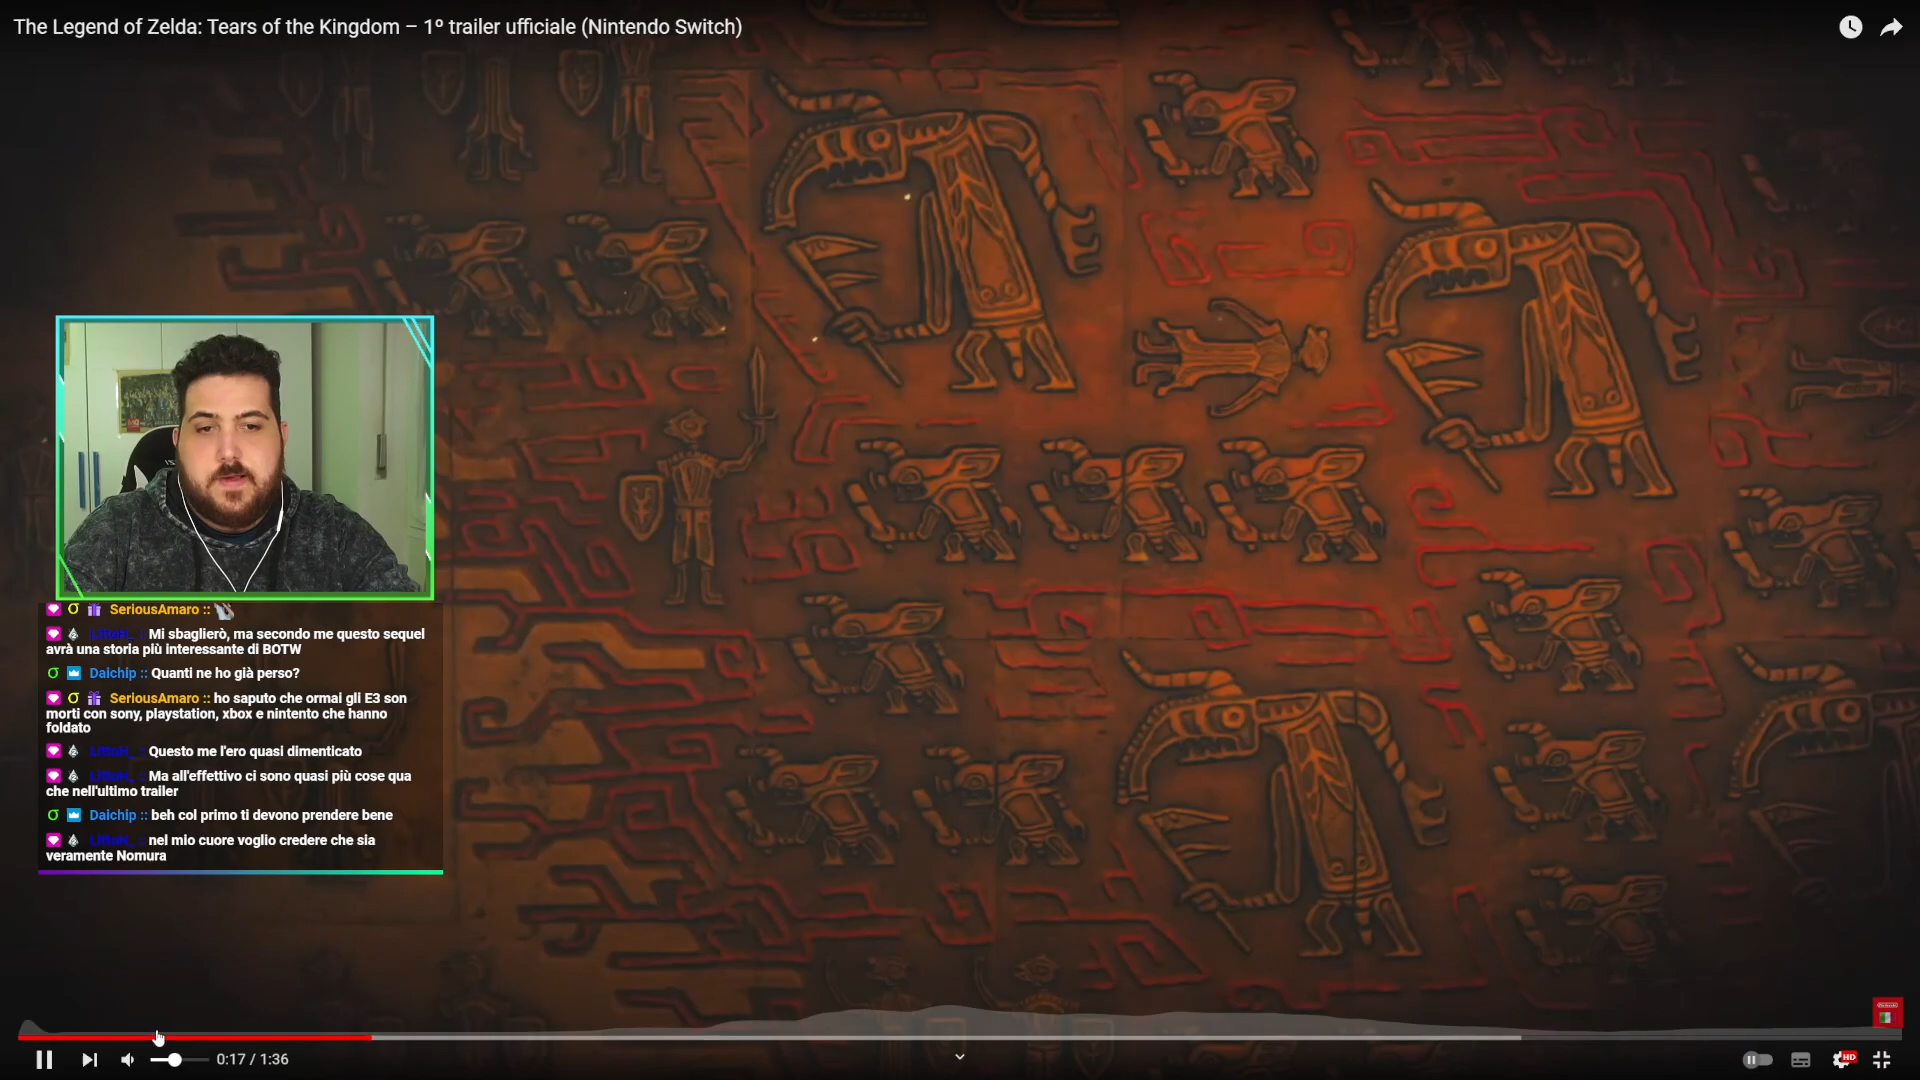 The Legend of Zelda: Tears of the Kingdom – 1º trailer ufficiale (Nintendo Switch)
SeriousAmaro ::
Mi sbaglierò, ma secondo me questo sequel
avrà una storia più interessante di BOTW
Daichip :: Quanti ne ho già perso?
SeriousAmaro :: ho saputo che ormai gli E3 son
morti con sony, playstation, xbox e nintento che hanno
foldato
Questo me l'ero quasi dimenticato
Ma all'effettivo ci sono quasi più cose qua
che nell'ultimo trailer
Daichip :: beh col primo ti devono prendere bene
nel mio cuore voglio credere che sia
veramente Nomura
0:17 / 1:36
HD